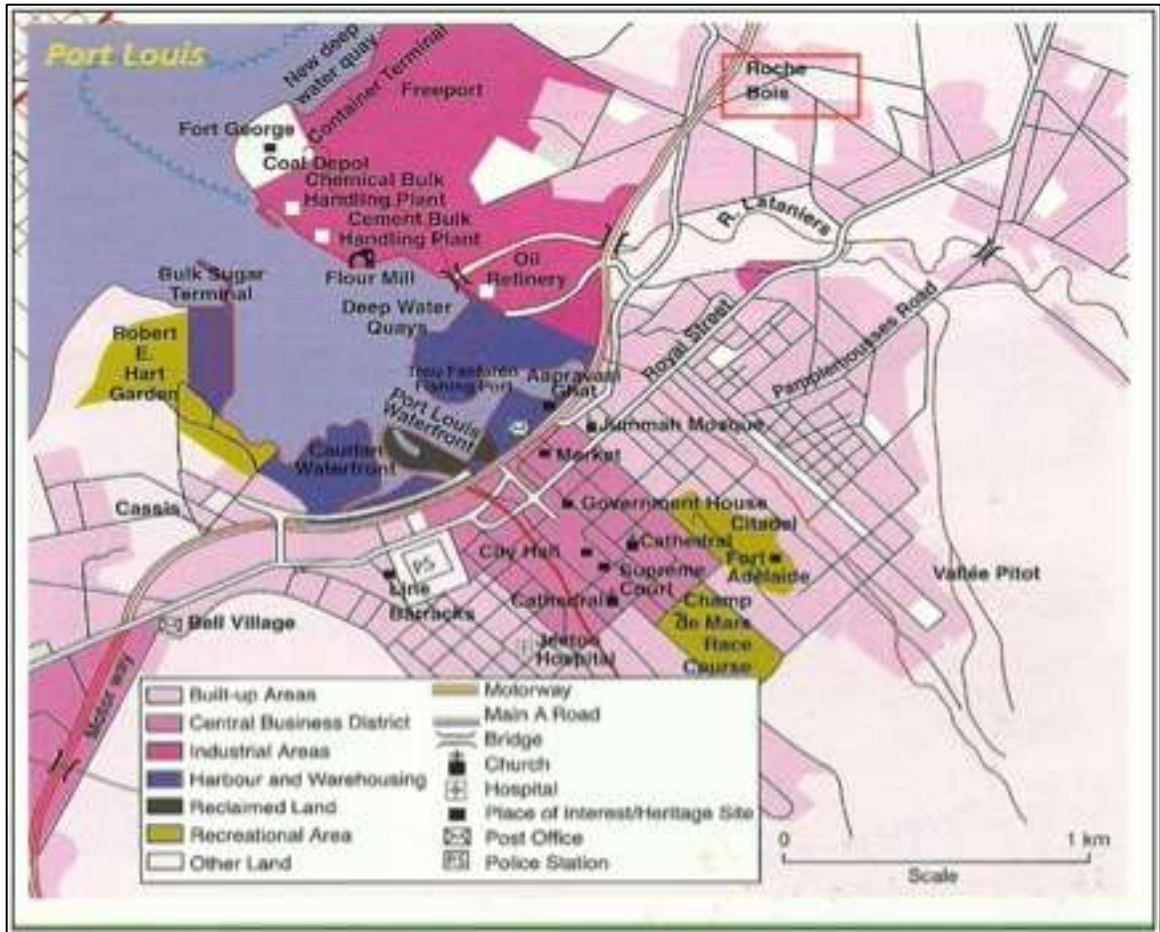 Port Louis
New deep
water quay
Container Terminal
Freeport
Roche
Bois
Fort George
Coal Depot
Chemical Bulk
Handling Plant
Cement Bulk
Handling Plant
Flour Mill
Oil
Refinery
R. Lataniers
Bulk Sugar
Terminal
Deep Water
Quays
Robert
E.
Hart
Garden
Royal Street
Pamplemousses Road
Fishing Port
Aapravasi
Ghat
Port Louis
Waterfront
Jummah Mosque
Caudan
Waterfront
Market
Cassis
Government House
Citadel
City Hall
Cathedral
Fort
Adélaide
Supreme
Court
PS
Line
Barracks
Vallée Pitot
Cathedral
Champ
de Mars
Race
Course
Bell Village
Jeetoo
Hospital
Motor way
Built-up Areas
Central Business District
Industrial Areas
Harbour and Warehousing
Reclaimed Land
Recreational Area
Other Land
Motorway
Main A Road
Bridge
Church
Hospital
Place of Interest/Heritage Site
Post Office
PS
Police Station
0
1 km
Scale